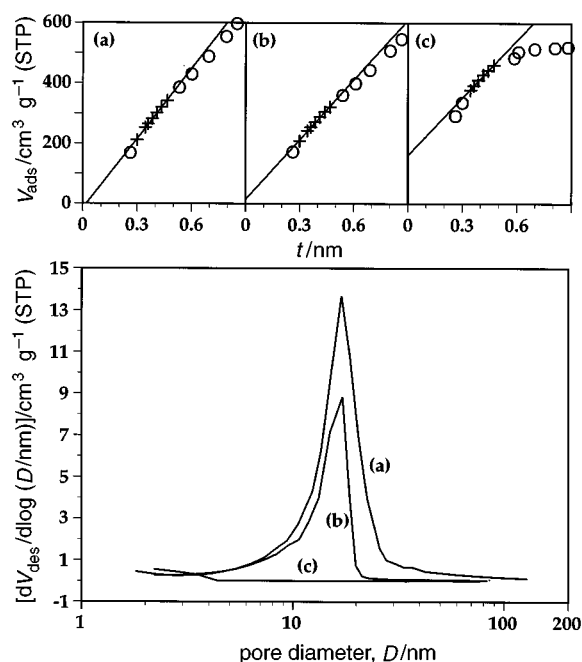 600
400
200
0
V_ads/cm³ g⁻¹ (STP)
(a)
(b)
(c)
0 0.3 0.6 0 0.3 0.6 0 0.3 0.6
t/nm
15
13
11
9
7
5
3
1
-1
[dV_des/dlog (D/nm)]/cm³ g⁻¹ (STP)
(a)
(b)
(c)
1 10 100 200
pore diameter, D/nm